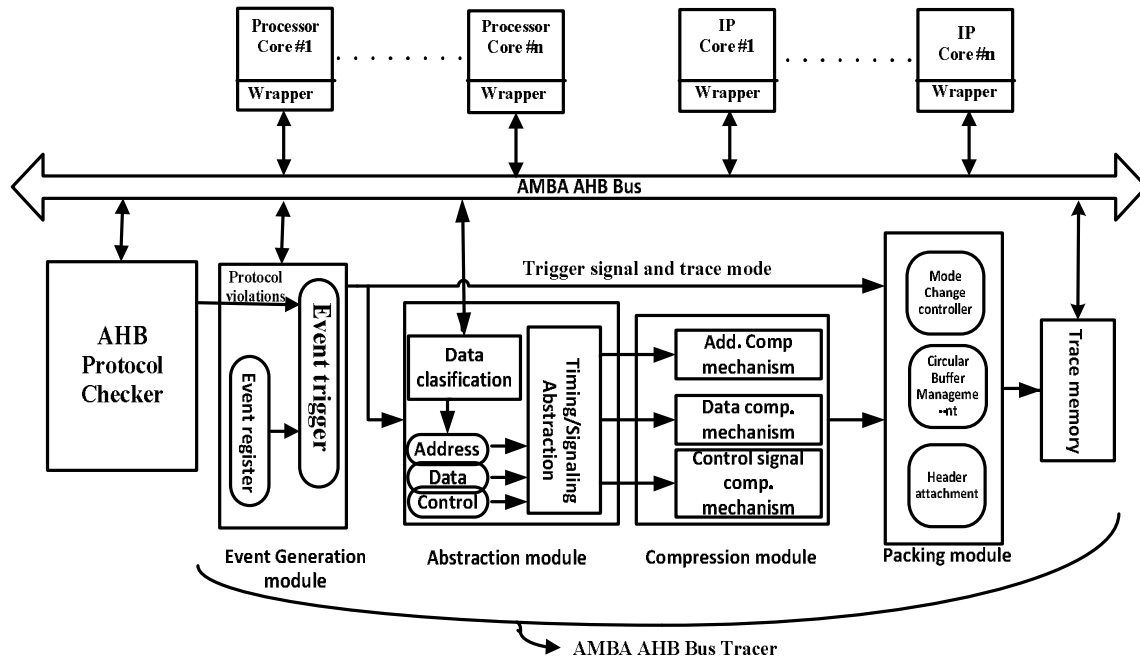 Processor
Core #1
Wrapper
Processor
Core #n
Wrapper
IP
Core #1
Wrapper
IP
Core #n
Wrapper
AMBA AHB Bus
AHB
Protocol
Checker
Protocol
violations
Event trigger
Event register
Event Generation
module
Trigger signal and trace mode
Data
clasification
Address
Data
Control
Timing/Signaling
Abstraction
Abstraction module
Add. Comp
mechanism
Data comp.
mechanism
Control signal
comp.
mechanism
Compression module
Mode
Change
controller
Circular
Buffer
Manageme
-nt
Header
attachment
Packing module
Trace memory
AMBA AHB Bus Tracer